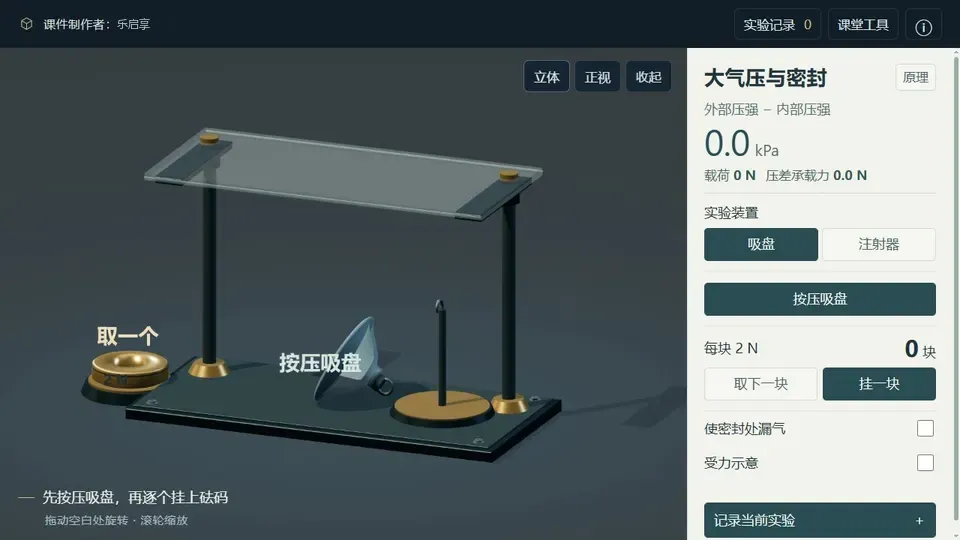 课件制作者：乐启享
实验记录 0
课堂工具
立体
正视
收起
大气压与密封
原理
外部压强 − 内部压强
0.0 kPa
载荷 0 N 压差承载力 0.0 N
实验装置
吸盘
注射器
按压吸盘
每块 2 N
0 块
取下一块
挂一块
使密封处漏气
受力示意
记录当前实验 +
取一个
按压吸盘
先按压吸盘，再逐个挂上砝码
拖动空白处旋转 · 滚轮缩放